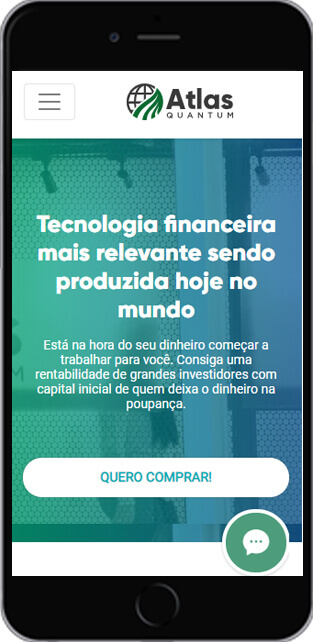 Atlas
QUANTUM
Tecnologia financeira
mais relevante sendo
produzida hoje no
mundo
Está na hora do seu dinheiro começar a
trabalhar para você. Consiga uma
rentabilidade de grandes investidores com
capital inicial de quem deixa o dinheiro na
poupança.
QUERO COMPRAR!